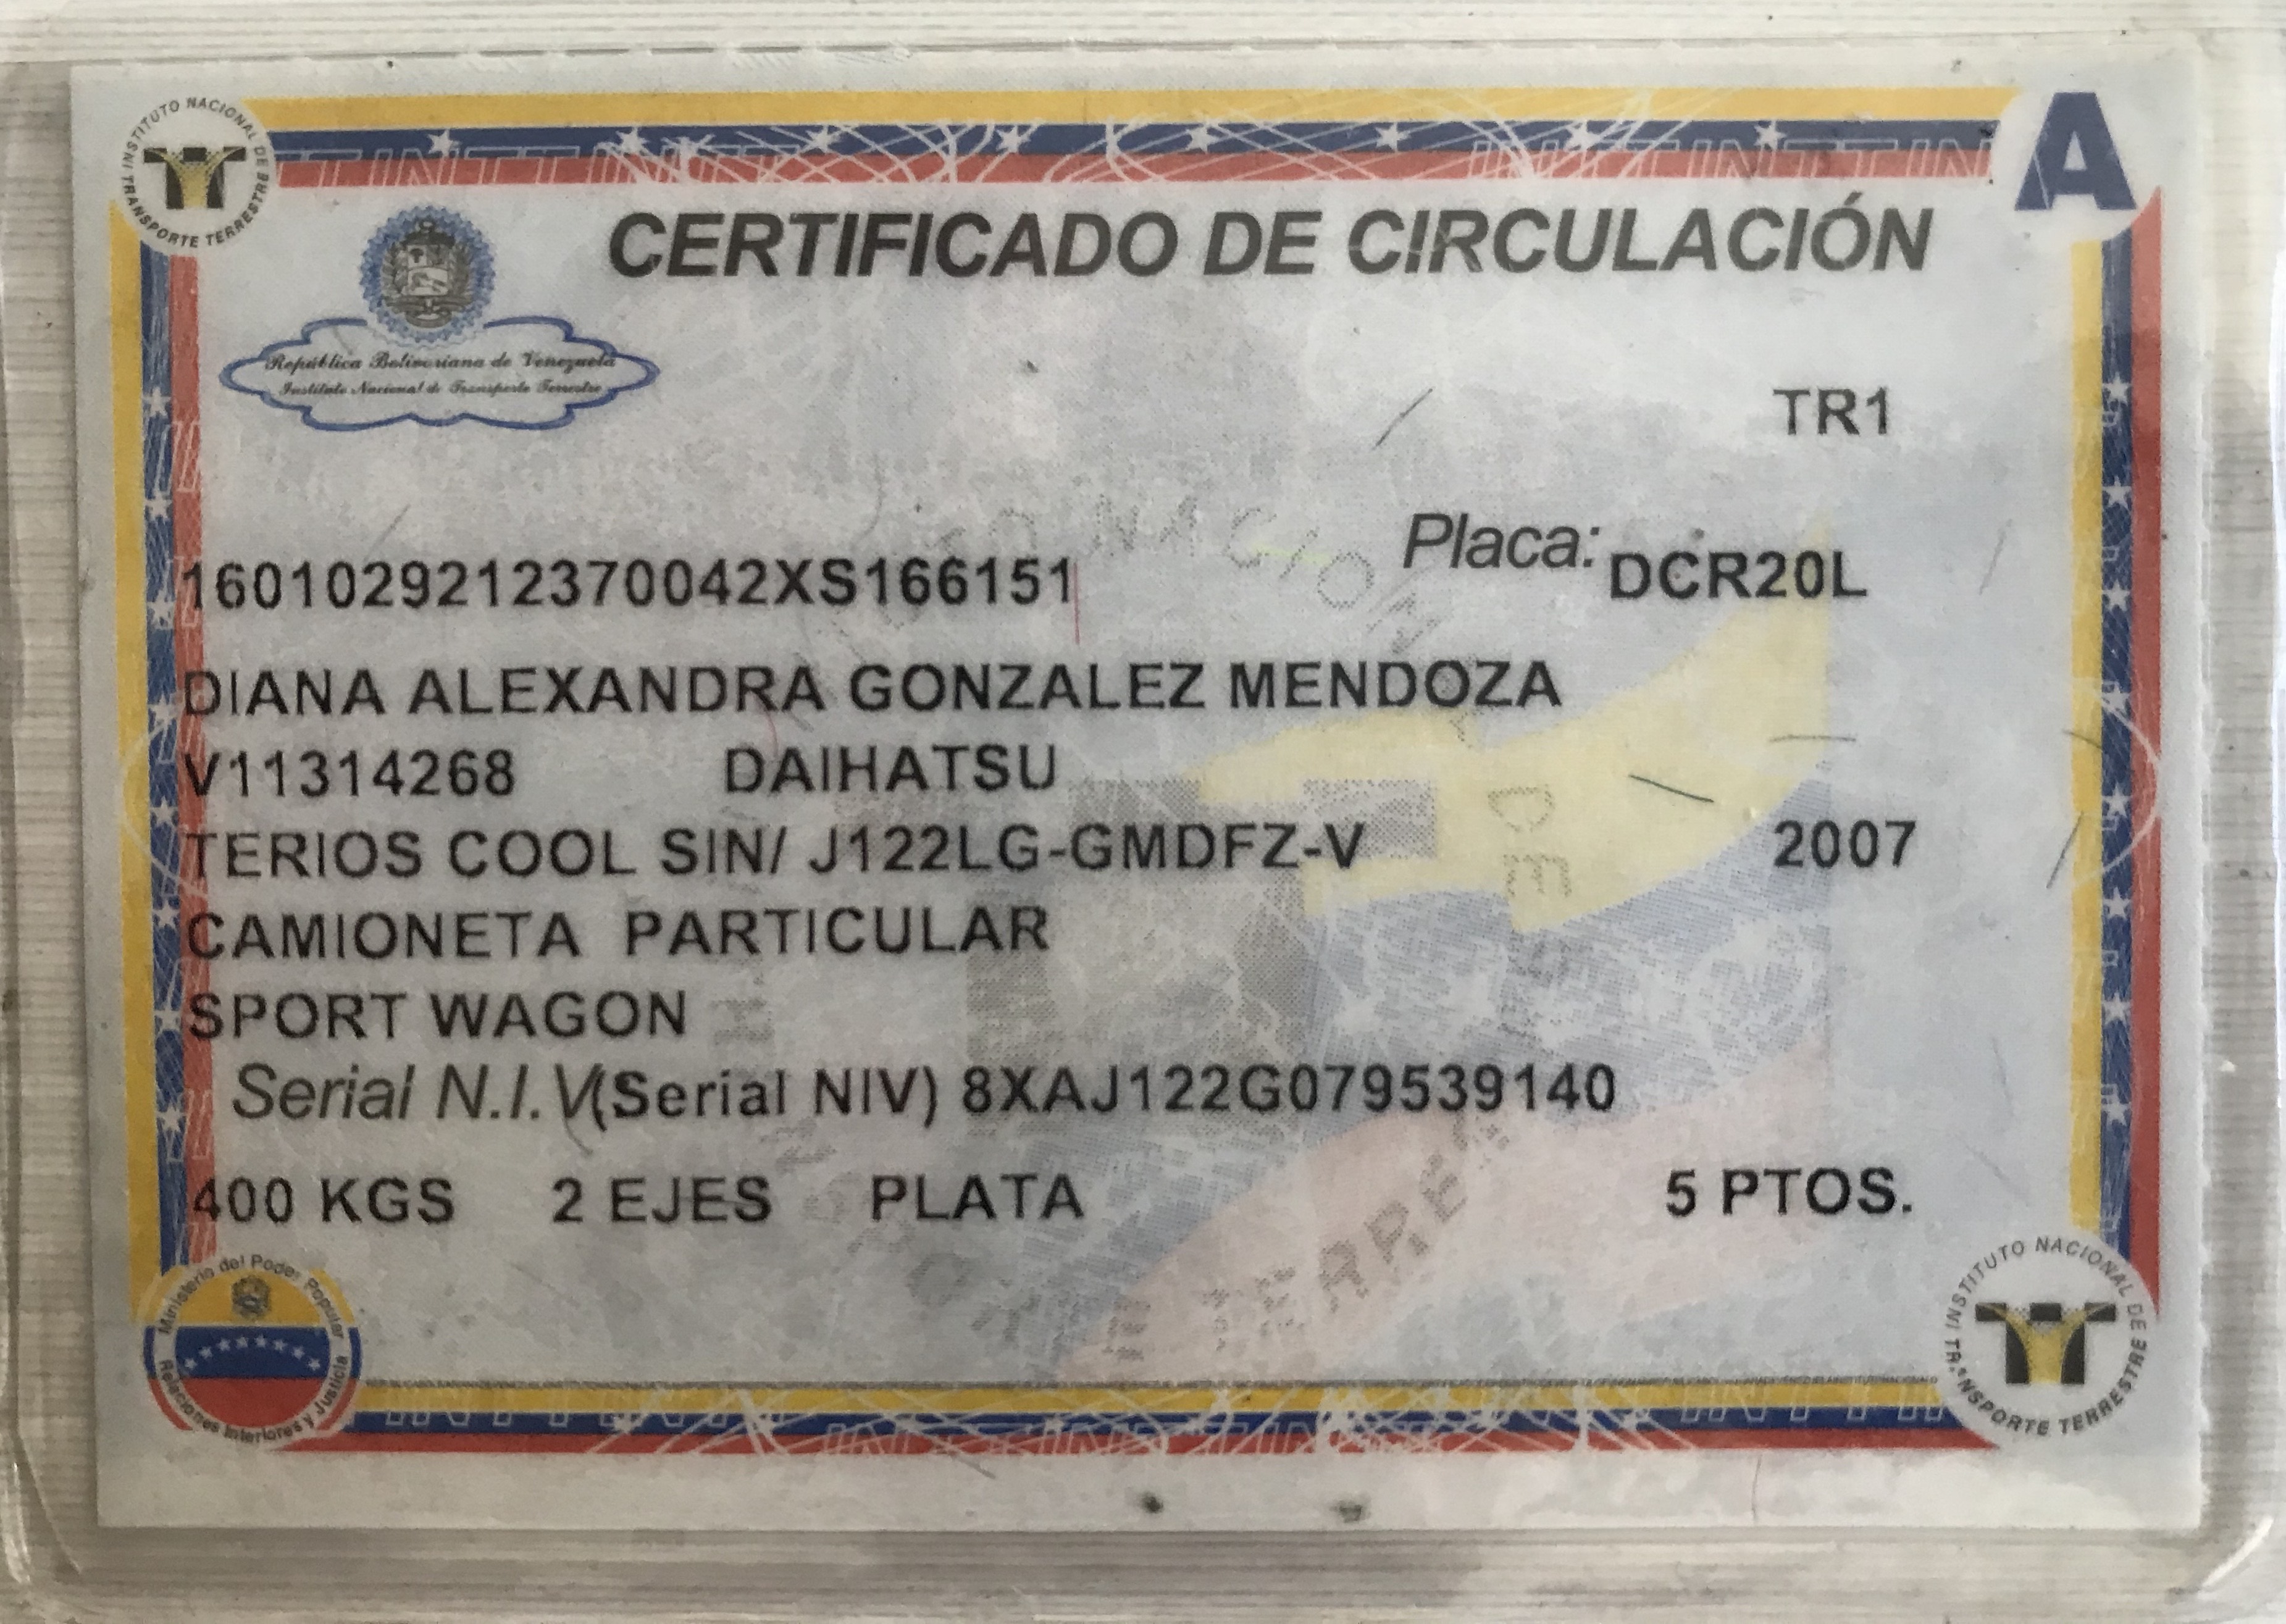 INSTITUTO NACIONAL DE TRANSPORTE TERRESTRE
A
CERTIFICADO DE CIRCULACIÓN
República Bolivariana de Venezuela
Instituto Nacional de Transporte Terrestre
TR1
Placa: DCR20L
1601029212370042XS166151
DIANA ALEXANDRA GONZALEZ MENDOZA
V11314268 DAIHATSU
TERIOS COOL SIN/ J122LG-GMDFZ-V 2007
CAMIONETA PARTICULAR
SPORT WAGON
Serial N.I.V (Serial NIV) 8XAJ122G079539140
400 KGS 2 EJES PLATA 5 PTOS.
Ministerio del Poder Popular
Relaciones Interiores y Justicia
INSTITUTO NACIONAL DE TRANSPORTE TERRESTRE